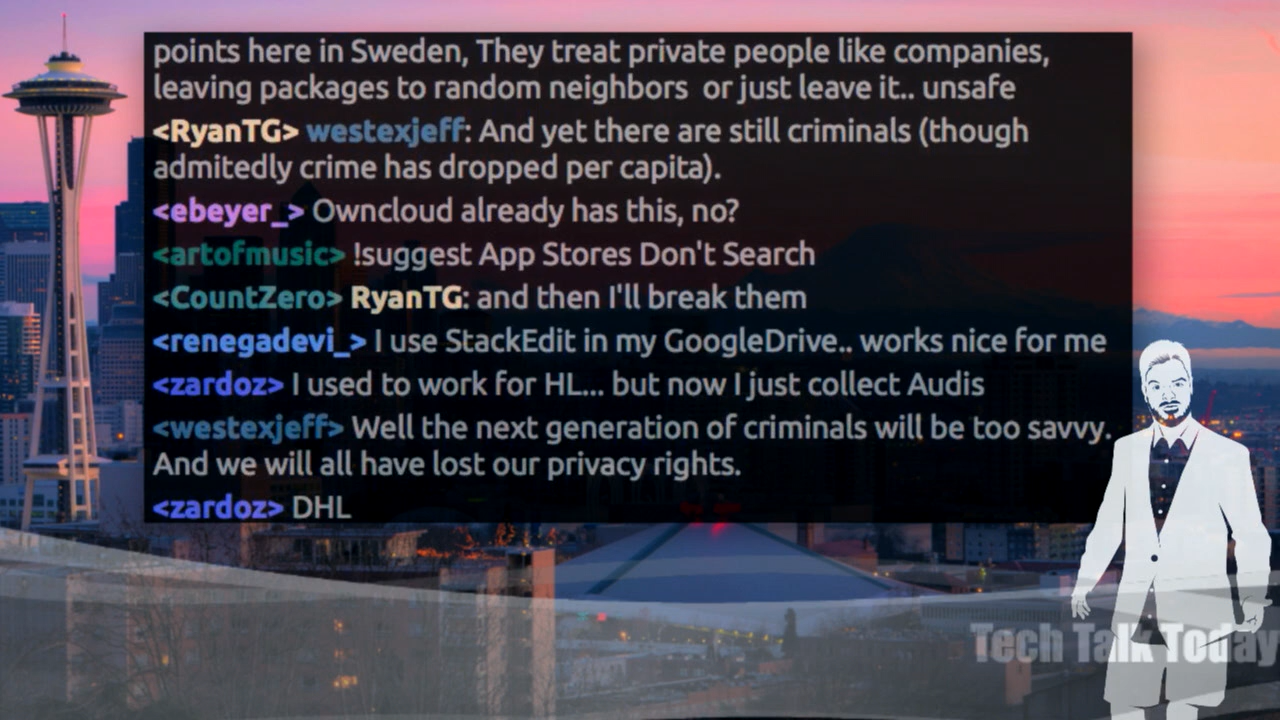 points here in Sweden, They treat private people like companies,
leaving packages to random neighbors  or just leave it.. unsafe
<RyanTG> westexjeff: And yet there are still criminals (though
admitedly crime has dropped per capita).
<ebeyer_> Owncloud already has this, no?
<artofmusic> !suggest App Stores Don't Search
<CountZero> RyanTG: and then I'll break them
<renegadevi_> I use StackEdit in my GoogleDrive.. works nice for me
<zardoz> I used to work for HL... but now I just collect Audis
<westexjeff> Well the next generation of criminals will be too savvy.
And we will all have lost our privacy rights.
<zardoz> DHL
Tech Talk Today